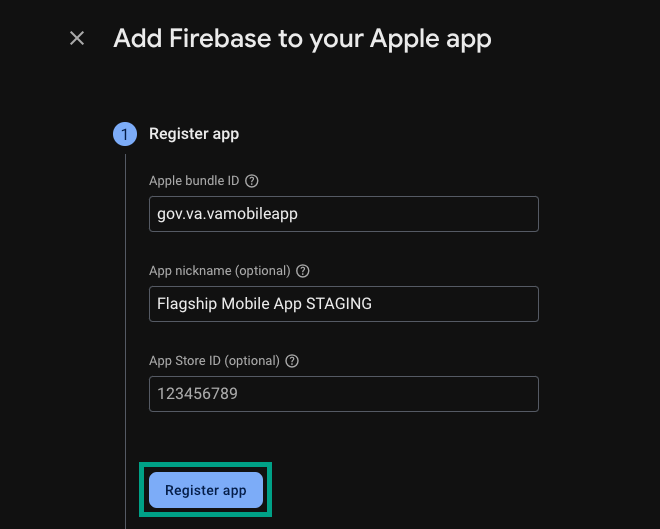 Add Firebase to your Apple app
1 Register app
Apple bundle ID
gov.va.vamobileapp
App nickname (optional)
Flagship Mobile App STAGING
App Store ID (optional)
123456789
Register app